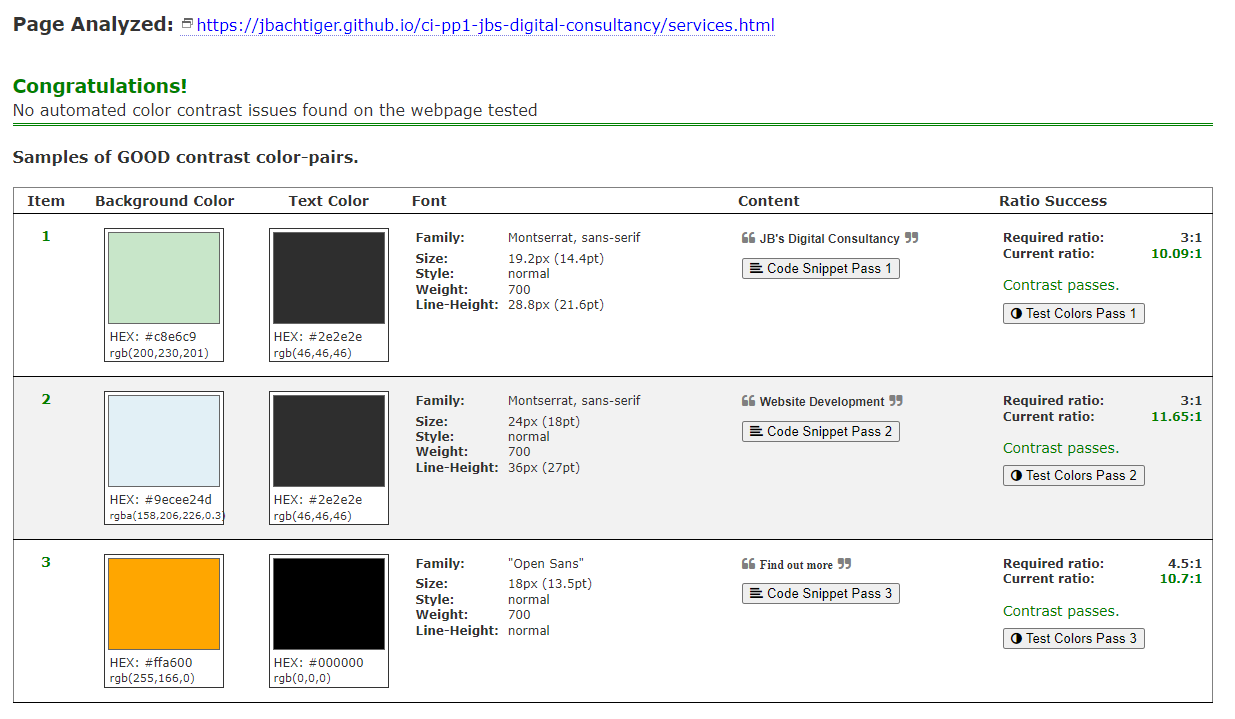 Page Analyzed: https://jbachtiger.github.io/ci-pp1-jbs-digital-consultancy/services.html
Congratulations!
No automated color contrast issues found on the webpage tested
Samples of GOOD contrast color-pairs.
Item Background Color Text Color Font Content Ratio Success
1
HEX: #c8e6c9
rgb(200,230,201)
HEX: #2e2e2e
rgb(46,46,46)
Family: Montserrat, sans-serif
Size: 19.2px (14.4pt)
Style: normal
Weight: 700
Line-Height: 28.8px (21.6pt)
❝ JB's Digital Consultancy ❞
Code Snippet Pass 1
Required ratio: 3:1
Current ratio: 10.09:1
Contrast passes.
Test Colors Pass 1
2
HEX: #9ecee24d
rgba(158,206,226,0.3)
HEX: #2e2e2e
rgb(46,46,46)
Family: Montserrat, sans-serif
Size: 24px (18pt)
Style: normal
Weight: 700
Line-Height: 36px (27pt)
❝ Website Development ❞
Code Snippet Pass 2
Required ratio: 3:1
Current ratio: 11.65:1
Contrast passes.
Test Colors Pass 2
3
HEX: #ffa600
rgb(255,166,0)
HEX: #000000
rgb(0,0,0)
Family: "Open Sans"
Size: 18px (13.5pt)
Style: normal
Weight: 700
Line-Height: normal
❝ Find out more ❞
Code Snippet Pass 3
Required ratio: 4.5:1
Current ratio: 10.7:1
Contrast passes.
Test Colors Pass 3